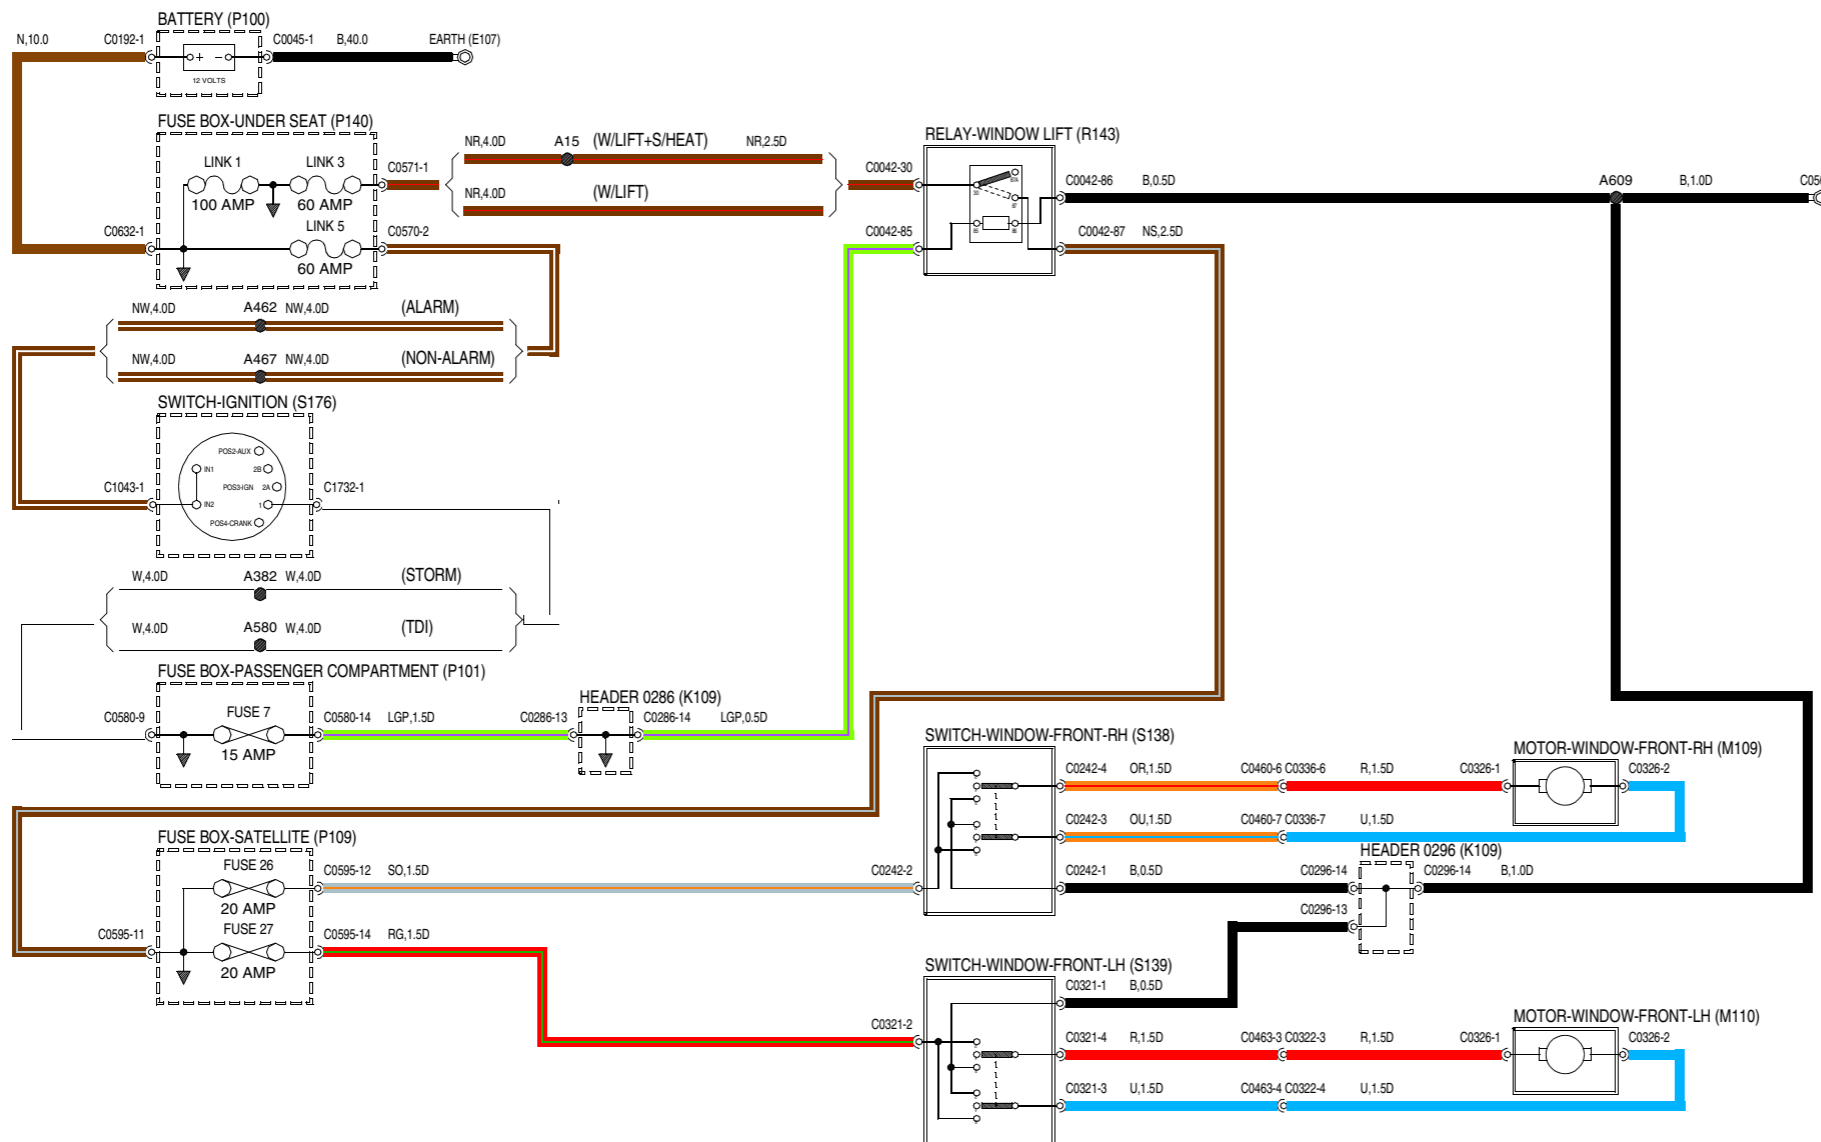 BATTERY (P100)
N,10.0 C0192-1 C0045-1 B,40.0 EARTH (E107)
+ −
12 VOLTS
FUSE BOX-UNDER SEAT (P140)
LINK 1 LINK 3 C0571-1
100 AMP 60 AMP
LINK 5
C0632-1 C0570-2
60 AMP
NR,4.0D A15 (W/LIFT+S/HEAT) NR,2.5D
NR,4.0D (W/LIFT)
RELAY-WINDOW LIFT (R143)
C0042-30 C0042-86 B,0.5D A609 B,1.0D
30 87A
87
85 86
C0042-85 C0042-87 NS,2.5D
NW,4.0D A462 NW,4.0D (ALARM)
NW,4.0D A467 NW,4.0D (NON-ALARM)
SWITCH-IGNITION (S176)
POS2-AUX
IN1 2B
POS3-IGN 2A
C1043-1 IN2 1 C1732-1
POS4-CRANK
W,4.0D A382 W,4.0D (STORM)
W,4.0D A580 W,4.0D (TDI)
FUSE BOX-PASSENGER COMPARTMENT (P101)
C0580-9 FUSE 7 C0580-14 LGP,1.5D
15 AMP
HEADER 0286 (K109)
C0286-13 C0286-14 LGP,0.5D
SWITCH-WINDOW-FRONT-RH (S138)
C0242-4 OR,1.5D C0460-6 C0336-6 R,1.5D C0326-1
MOTOR-WINDOW-FRONT-RH (M109)
C0326-2
C0242-3 OU,1.5D C0460-7 C0336-7 U,1.5D
HEADER 0296 (K109)
C0242-2 C0242-1 B,0.5D C0296-14 C0296-14 B,1.0D
C0296-13
FUSE BOX-SATELLITE (P109)
FUSE 26 C0595-12 SO,1.5D
20 AMP
FUSE 27
C0595-11 C0595-14 RG,1.5D
20 AMP
SWITCH-WINDOW-FRONT-LH (S139)
C0321-1 B,0.5D
C0321-2 C0321-4 R,1.5D C0463-3 C0322-3 R,1.5D C0326-1
MOTOR-WINDOW-FRONT-LH (M110)
C0326-2
C0321-3 U,1.5D C0463-4 C0322-4 U,1.5D